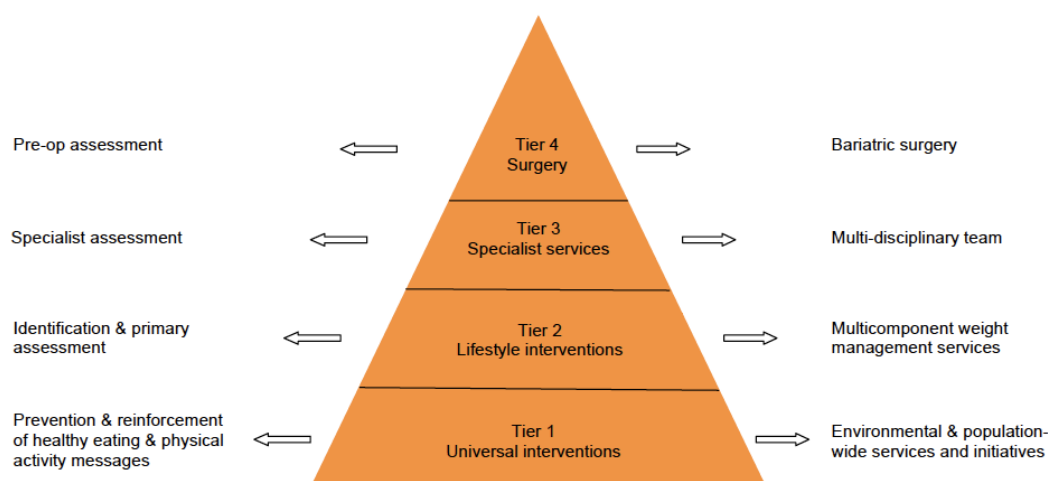 Pre-op assessment
Tier 4
Surgery
Bariatric surgery
Specialist assessment
Tier 3
Specialist services
Multi-disciplinary team
Identification & primary
assessment
Tier 2
Lifestyle interventions
Multicomponent weight
management services
Prevention & reinforcement
of healthy eating & physical
activity messages
Tier 1
Universal interventions
Environmental & population-
wide services and initiatives